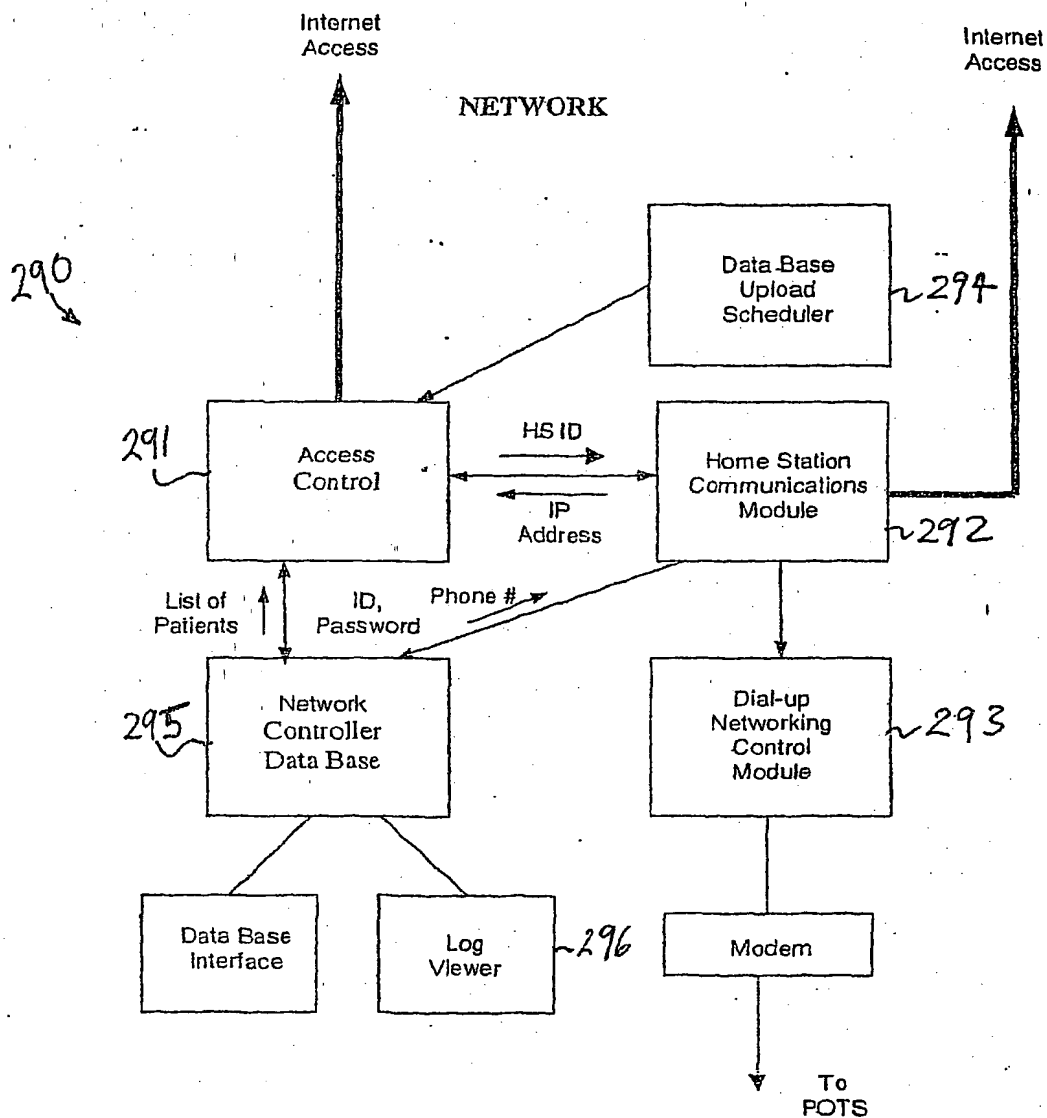 Internet
Access
Internet
Access
NETWORK
290
Data Base
Upload
Scheduler
294
291
Access
Control
HS ID
IP
Address
Home Station
Communications
Module
292
List of
Patients
ID,
Password
Phone #
295
Network
Controller
Data Base
Dial-up
Networking
Control
Module
293
Data Base
Interface
Log
Viewer
296
Modem
To
POTS